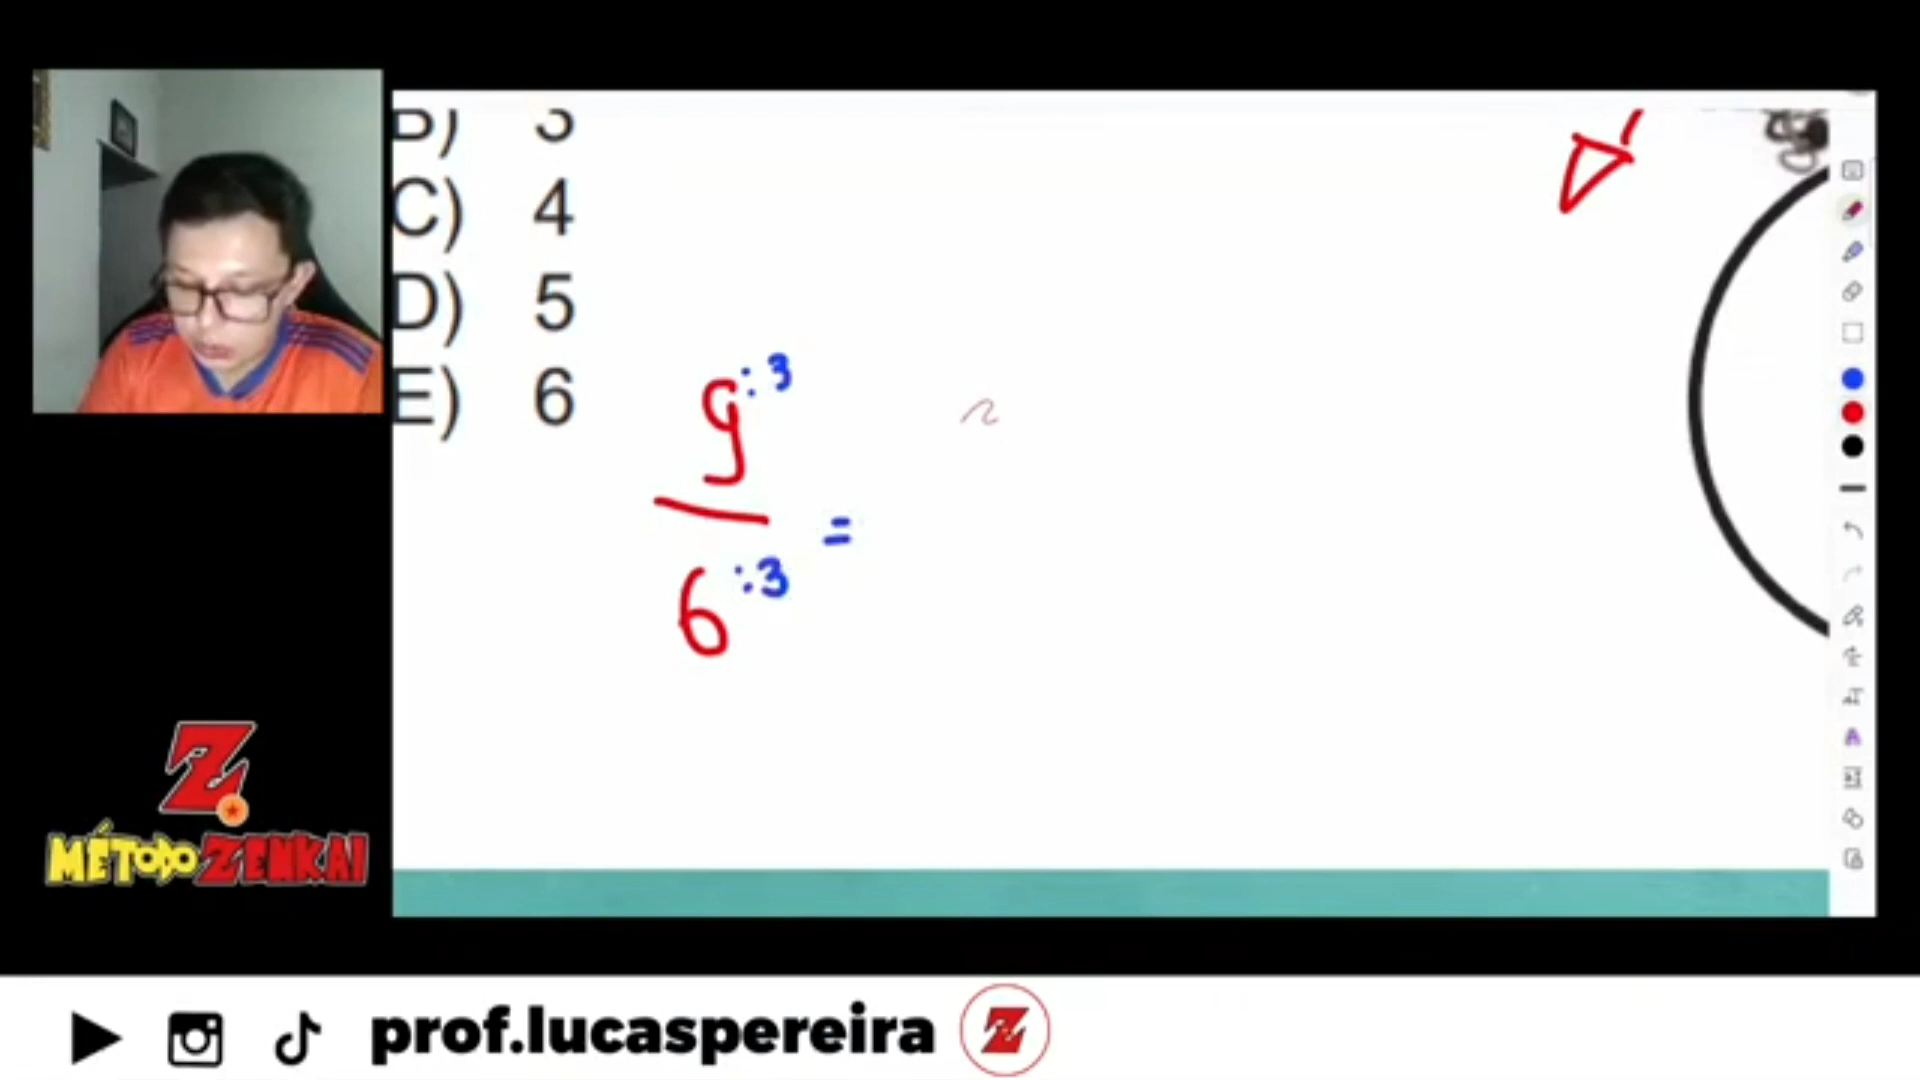 B) 3
C) 4
D) 5
E) 6
9 :3
6 :3
=
Z
MÉTODO ZENKAI
prof.lucaspereira Z